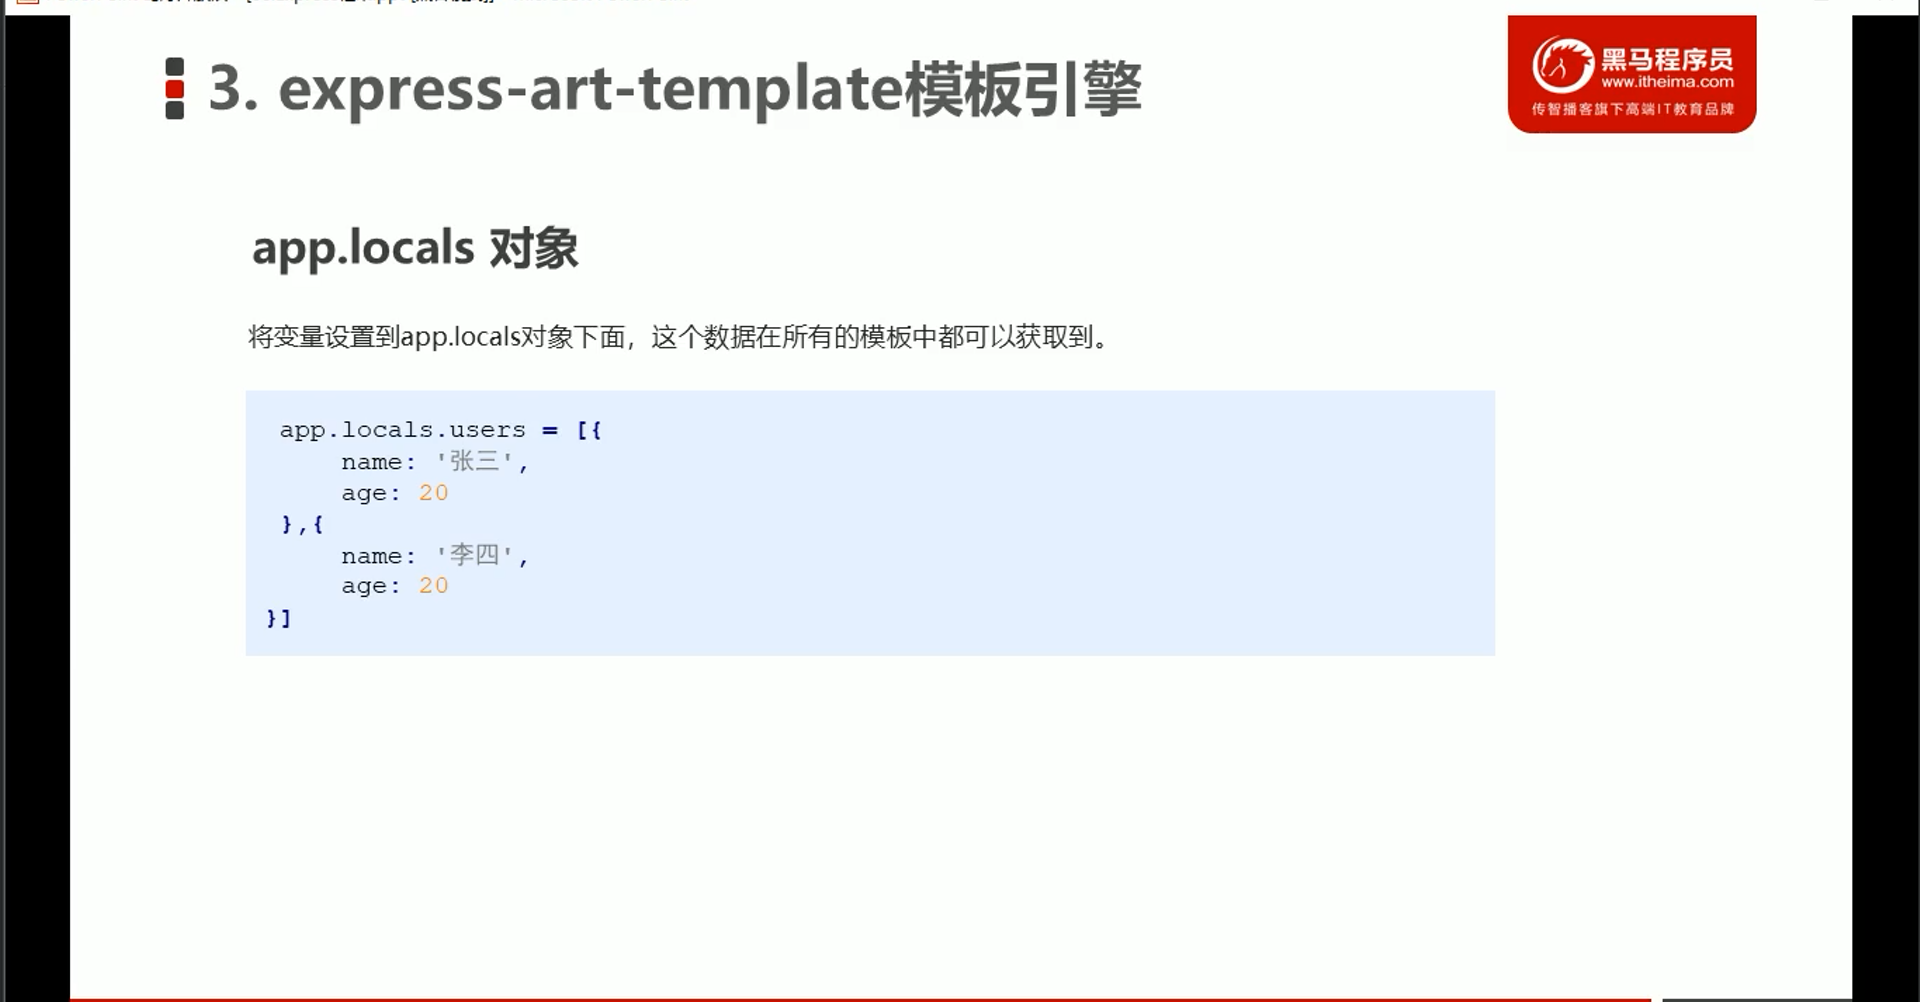 3. express-art-template模板引擎
黑马程序员
www.itheima.com
传智播客旗下高端IT教育品牌
app.locals 对象
将变量设置到app.locals对象下面，这个数据在所有的模板中都可以获取到。
app.locals.users = [{
name: '张三',
age: 20
},{
name: '李四',
age: 20
}]